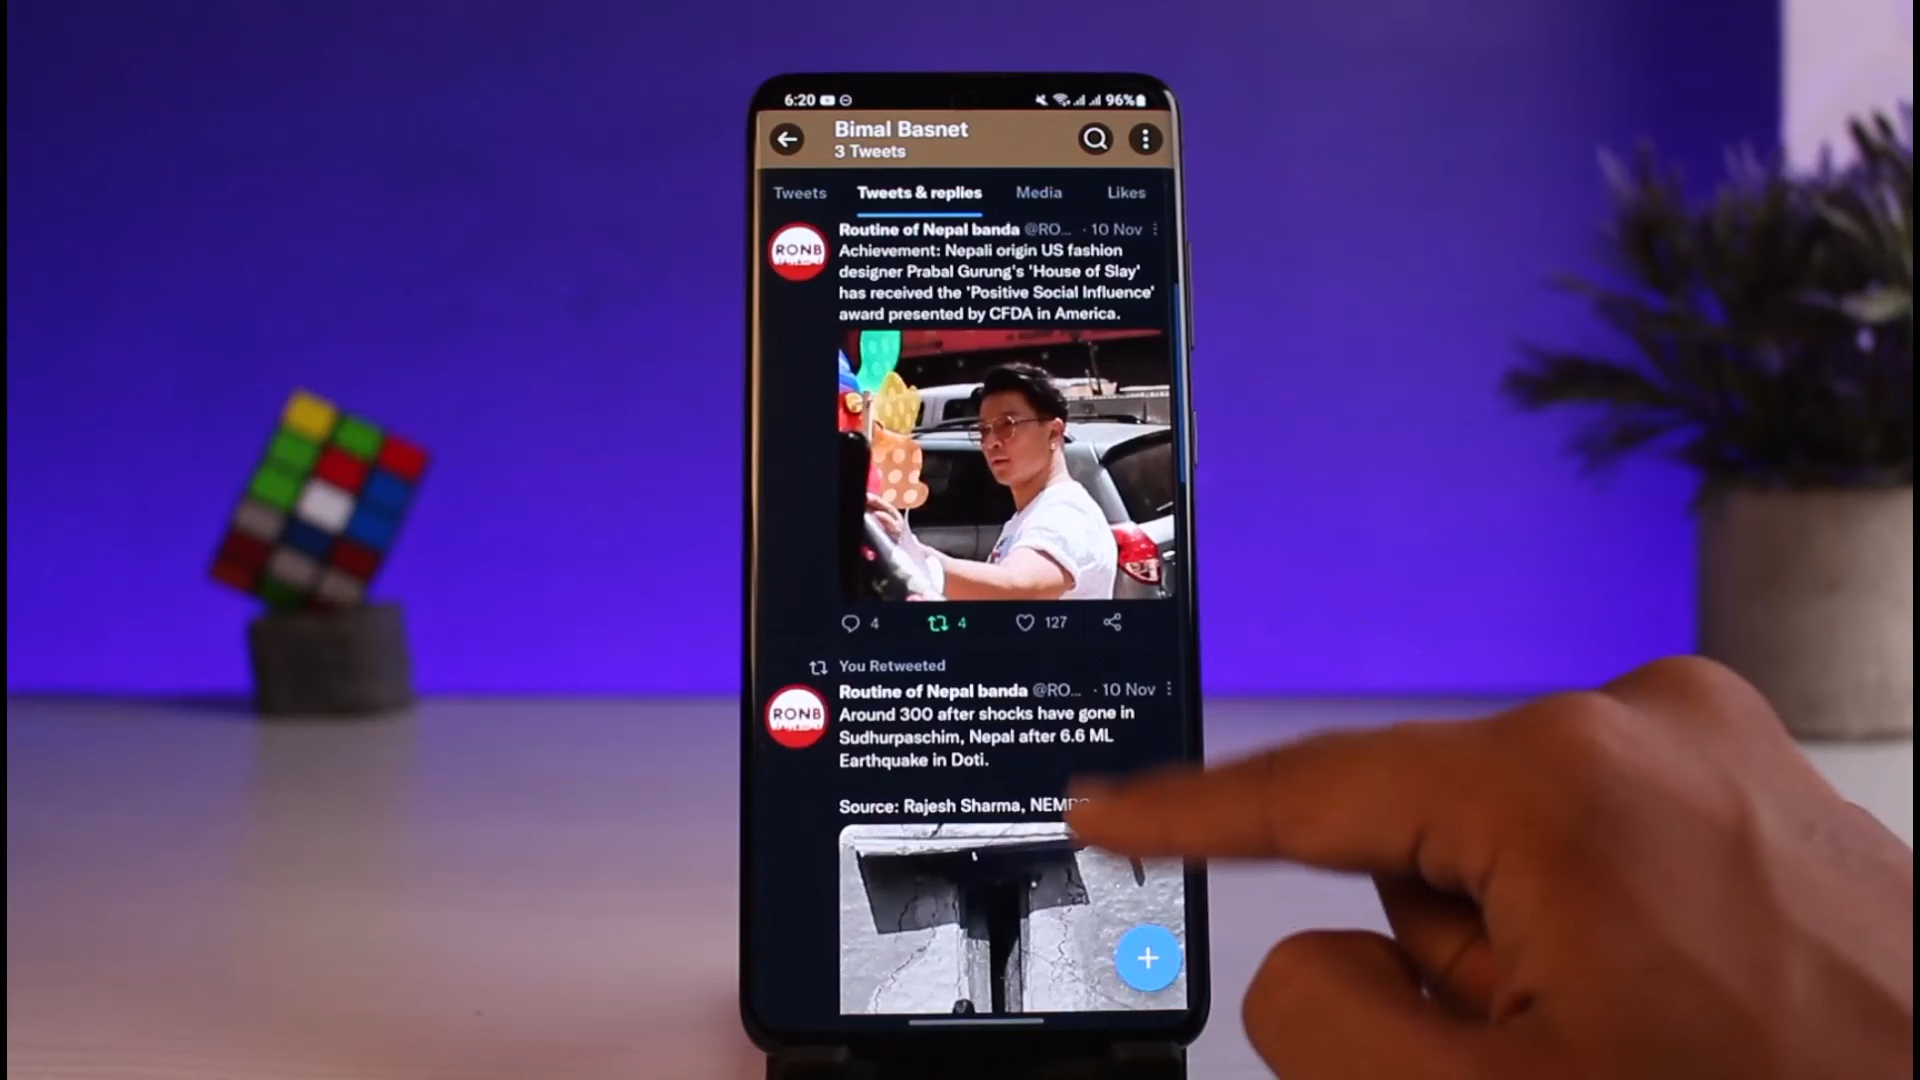 6:20
96%
Bimal Basnet
3 Tweets
Tweets
Tweets & replies
Media
Likes
RONB
Routine of Nepal banda @RO... · 10 Nov
Achievement: Nepali origin US fashion
designer Prabal Gurung's 'House of Slay'
has received the 'Positive Social Influence'
award presented by CFDA in America.
4
4
127
You Retweeted
RONB
Routine of Nepal banda @RO... · 10 Nov
Around 300 after shocks have gone in
Sudhurpaschim, Nepal after 6.6 ML
Earthquake in Doti.
Source: Rajesh Sharma,